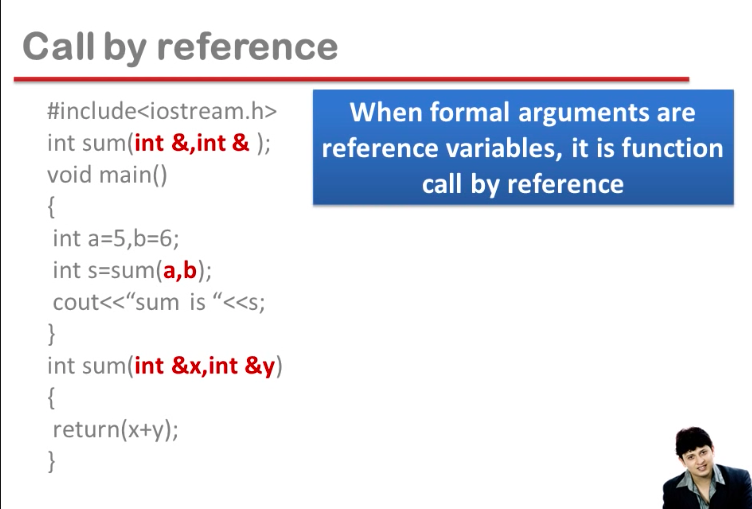 Call by reference
#include<iostream.h>
int sum(int &,int & );
void main()
{
int a=5,b=6;
int s=sum(a,b);
cout<<“sum is “<<s;
}
int sum(int &x,int &y)
{
return(x+y);
}
When formal arguments are
reference variables, it is function
call by reference